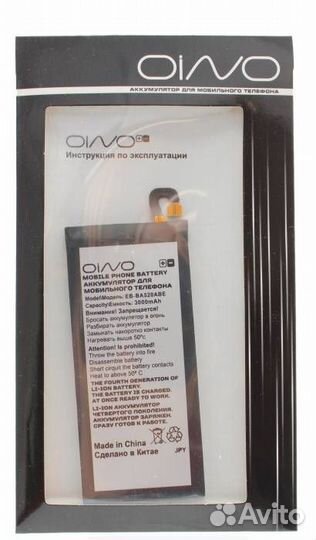 OiNO
АККУМУЛЯТОР ДЛЯ МОБИЛЬНОГО ТЕЛЕФОНА
OiNO
Инструкция по эксплуатации
OiNO
MOBILE PHONE BATTERY
АККУМУЛЯТОР ДЛЯ
МОБИЛЬНОГО ТЕЛЕФОНА
Model/Модель: EB-BA520ABE
Capacity/Емкость: 3000mAh
Внимание! Запрещается!
Бросать аккумулятор в огонь
Разбирать аккумулятор
Замыкать накоротко контакты
Нагревать выше 50°с
Attention! Is prohibited!
Throw the battery into fire
Disassemble battery
Short circuit the battery contacts
Heat to above 50° C
THE FOURTH GENERATION OF
LI-ION BATTERY.
THE BATTERY IS CHARGED.
READY FOR USE
LI-ION АККУМУЛЯТОР
ЧЕТВЕРТОГО ПОКОЛЕНИЯ.
АККУМУЛЯТОР ЗАРЯЖЕН.
СРАЗУ ГОТОВ К РАБОТЕ!
Made in China
Сделано в Китае
JPY
Avito